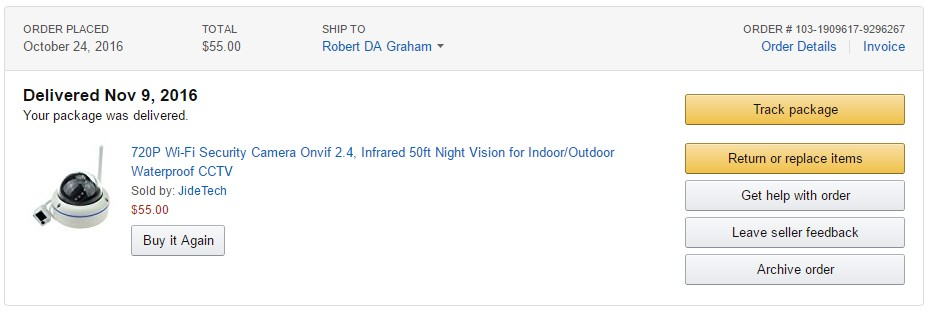 ORDER PLACED
October 24, 2016
TOTAL
$55.00
SHIP TO
Robert DA Graham
ORDER # 103-1909617-9296267
Order Details
Invoice
Delivered Nov 9, 2016
Your package was delivered.
720P Wi-Fi Security Camera Onvif 2.4, Infrared 50ft Night Vision for Indoor/Outdoor
Waterproof CCTV
Sold by: JideTech
$55.00
Buy it Again
Track package
Return or replace items
Get help with order
Leave seller feedback
Archive order